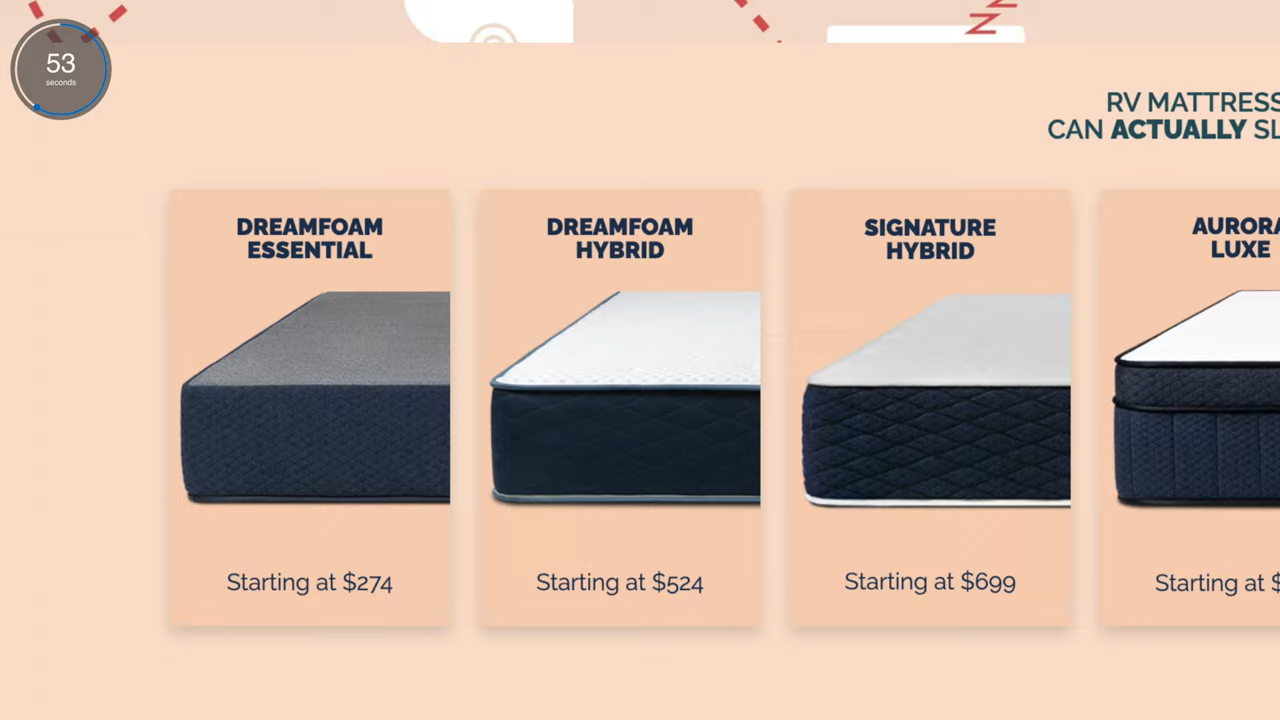 53
seconds
RV MATTRESS
CAN ACTUALLY
DREAMFOAM
ESSENTIAL
Starting at $274
DREAMFOAM
HYBRID
Starting at $524
SIGNATURE
HYBRID
Starting at $699
AURORA
LUXE
Starting at $